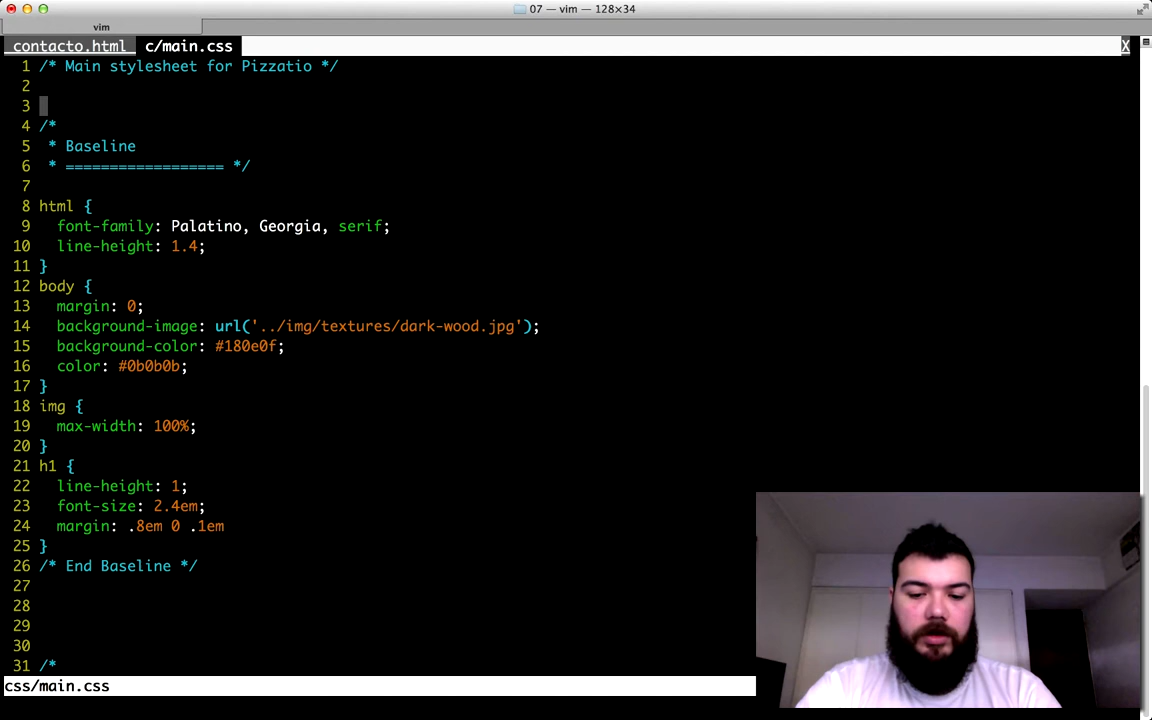 07 — vim — 128×34
vim
contacto.html c/main.css X
1 /* Main stylesheet for Pizzatio */
2
3
4 /*
5 * Baseline
6 * ================== */
7
8 html {
9 font-family: Palatino, Georgia, serif;
10 line-height: 1.4;
11 }
12 body {
13 margin: 0;
14 background-image: url('../img/textures/dark-wood.jpg');
15 background-color: #180e0f;
16 color: #0b0b0b;
17 }
18 img {
19 max-width: 100%;
20 }
21 h1 {
22 line-height: 1;
23 font-size: 2.4em;
24 margin: .8em 0 .1em
25 }
26 /* End Baseline */
27
28
29
30
31 /*
css/main.css